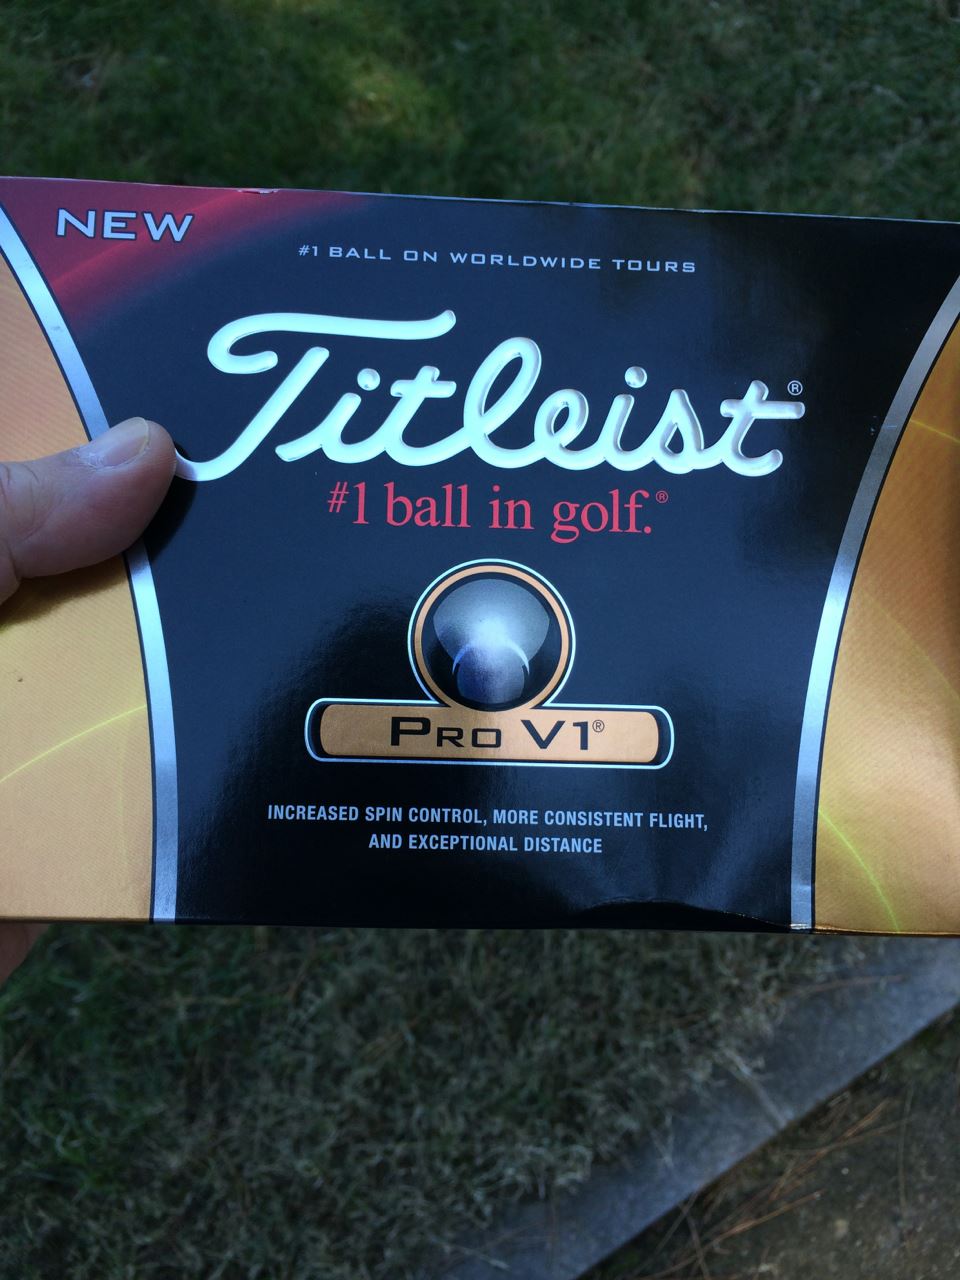 NEW
#1 BALL ON WORLDWIDE TOURS
Titleist®
#1 ball in golf.®
PRO V1®
INCREASED SPIN CONTROL, MORE CONSISTENT FLIGHT,
AND EXCEPTIONAL DISTANCE